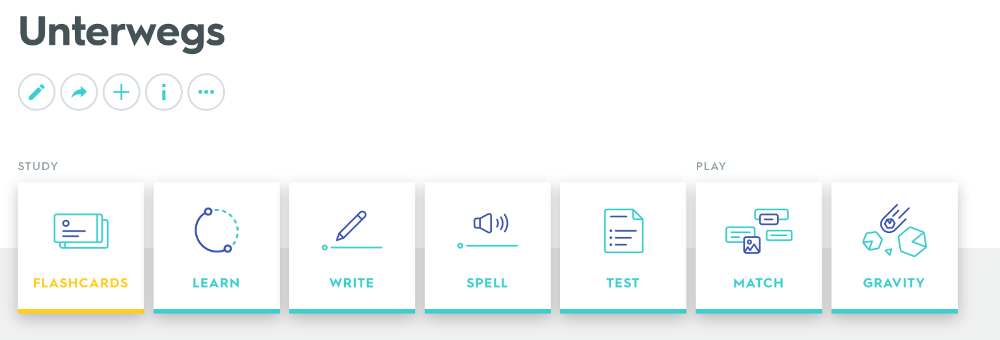 Unterwegs
STUDY
PLAY
FLASHCARDS
LEARN
WRITE
SPELL
TEST
MATCH
GRAVITY